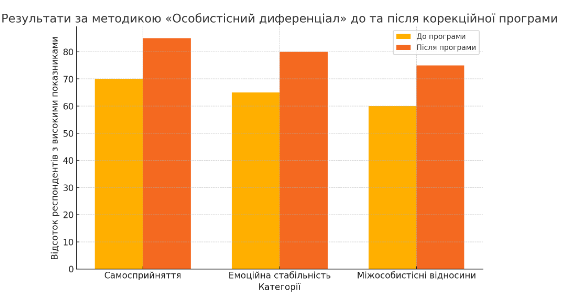 Результати за методикою «Особистісний диференціал» до та після корекційної програми
До програми
Після програми
Відсоток респондентів з високими показниками
80
70
60
50
40
30
20
10
0
Самосприйняття Емоційна стабільність Міжособистісні відносини
Категорії